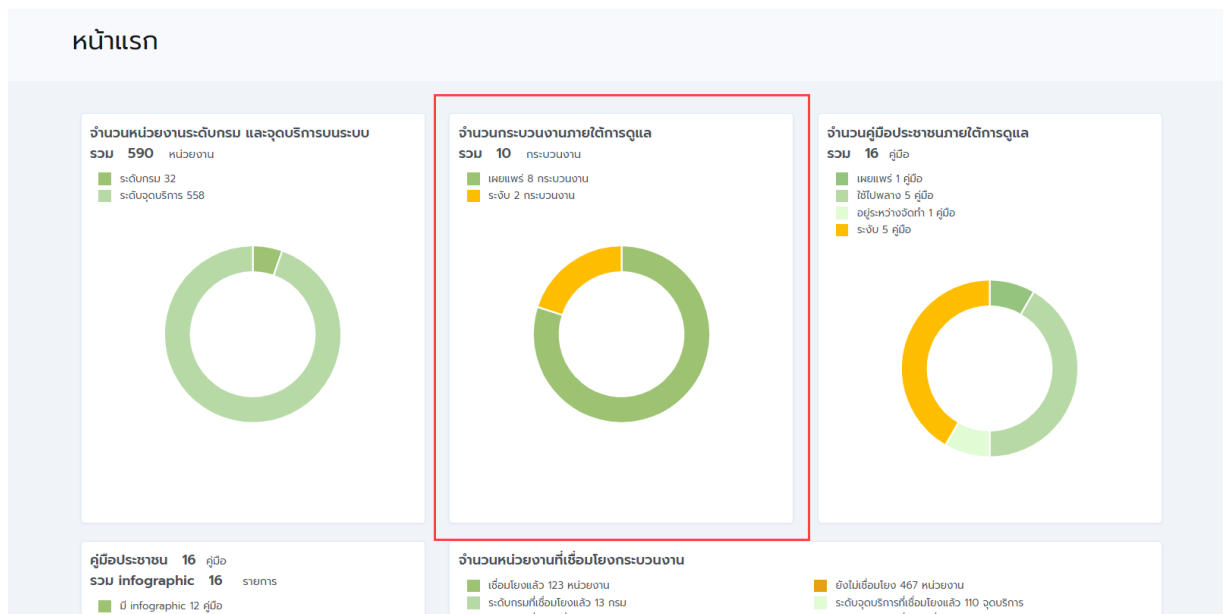 หน้าแรก
จำนวนหน่วยงานระดับกรม และจุดบริการบนระบบ
รวม 590 หน่วยงาน
ระดับกรม 32
ระดับจุดบริการ 558
จำนวนกระบวนงานภายใต้การดูแล
รวม 10 กระบวนงาน
เผยแพร่ 8 กระบวนงาน
ระงับ 2 กระบวนงาน
จำนวนคู่มือประชาชนภายใต้การดูแล
รวม 16 คู่มือ
เผยแพร่ 1 คู่มือ
ใช้ไปพลาง 5 คู่มือ
อยู่ระหว่างจัดทำ 1 คู่มือ
ระงับ 5 คู่มือ
คู่มือประชาชน 16 คู่มือ
รวม infographic 16 รายการ
มี infographic 12 คู่มือ
จำนวนหน่วยงานที่เชื่อมโยงกระบวนงาน
เชื่อมโยงแล้ว 123 หน่วยงาน
ระดับกรมที่เชื่อมโยงแล้ว 13 กรม
ยังไม่เชื่อมโยง 467 หน่วยงาน
ระดับจุดบริการที่เชื่อมโยงแล้ว 110 จุดบริการ